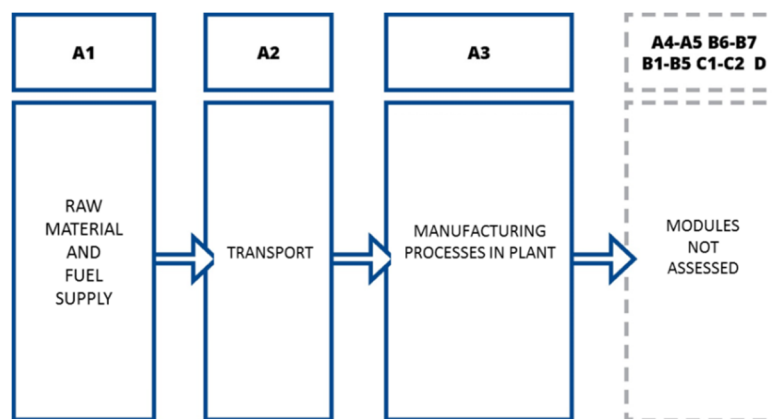 A1
A2
A3
A4-A5 B6-B7
B1-B5 C1-C2 D
RAW
MATERIAL
AND
FUEL
SUPPLY
TRANSPORT
MANUFACTURING
PROCESSES IN PLANT
MODULES
NOT
ASSESSED